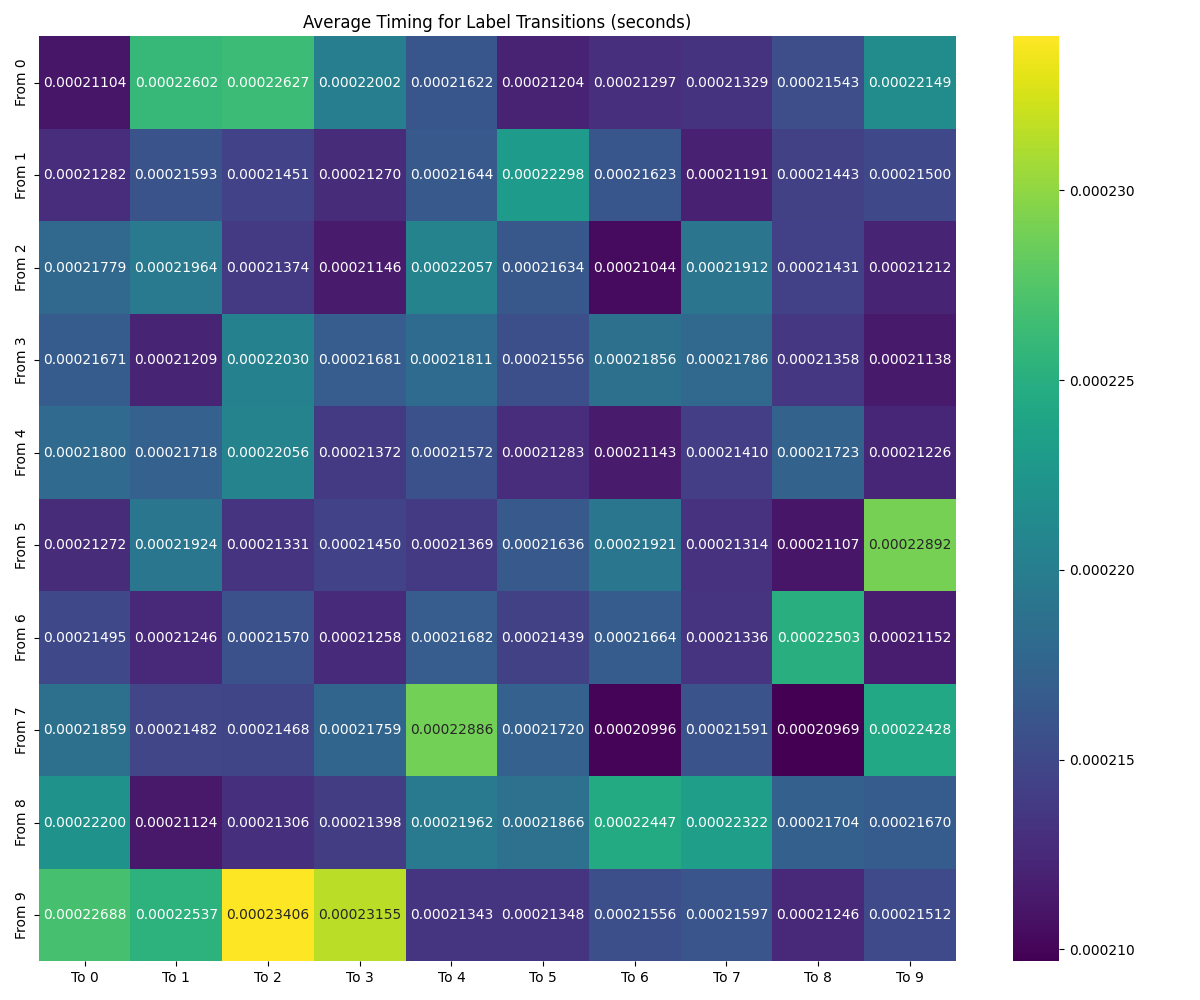 Average Timing for Label Transitions (seconds)
From 0 0.00021104 0.00022602 0.00022627 0.00022002 0.00021622 0.00021204 0.00021297 0.00021329 0.00021543 0.00022149
From 1 0.00021282 0.00021593 0.00021451 0.00021270 0.00021644 0.00022298 0.00021623 0.00021191 0.00021443 0.00021500
From 2 0.00021779 0.00021964 0.00021374 0.00021146 0.00022057 0.00021634 0.00021044 0.00021912 0.00021431 0.00021212
From 3 0.00021671 0.00021209 0.00022030 0.00021681 0.00021811 0.00021556 0.00021856 0.00021786 0.00021358 0.00021138
From 4 0.00021800 0.00021718 0.00022056 0.00021372 0.00021572 0.00021283 0.00021143 0.00021410 0.00021723 0.00021226
From 5 0.00021272 0.00021924 0.00021331 0.00021450 0.00021369 0.00021636 0.00021921 0.00021314 0.00021107 0.00022892
From 6 0.00021495 0.00021246 0.00021570 0.00021258 0.00021682 0.00021439 0.00021664 0.00021336 0.00022503 0.00021152
From 7 0.00021859 0.00021482 0.00021468 0.00021759 0.00022886 0.00021720 0.00020996 0.00021591 0.00020969 0.00022428
From 8 0.00022200 0.00021124 0.00021306 0.00021398 0.00021962 0.00021866 0.00022447 0.00022322 0.00021704 0.00021670
From 9 0.00022688 0.00022537 0.00023406 0.00023155 0.00021343 0.00021348 0.00021556 0.00021597 0.00021246 0.00021512
To 0 To 1 To 2 To 3 To 4 To 5 To 6 To 7 To 8 To 9
0.000230
0.000225
0.000220
0.000215
0.000210